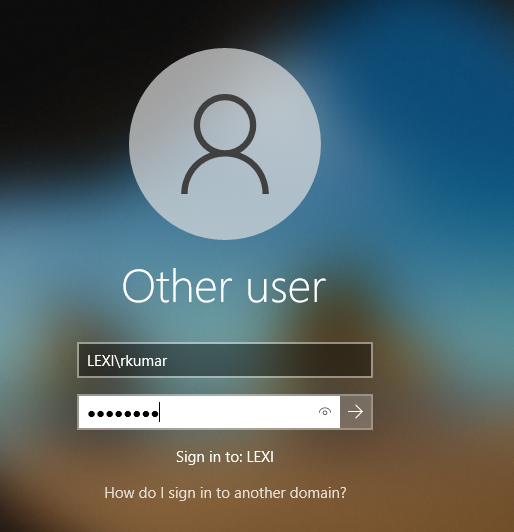 Other user
LEXI\rkumar
Sign in to: LEXI
How do I sign in to another domain?